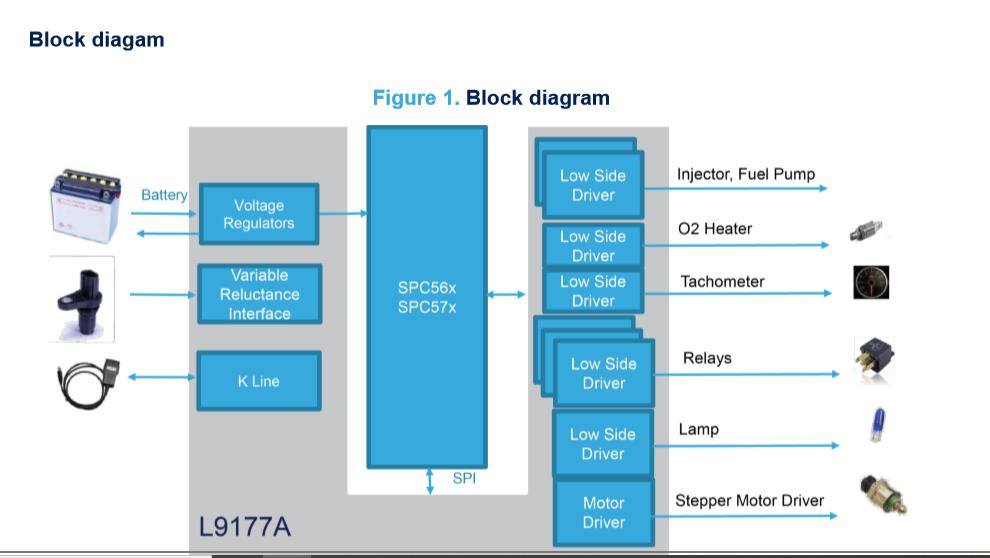 Block diagam
Figure 1. Block diagram
Battery
Voltage
Regulators
Variable
Reluctance
Interface
K Line
SPC56x
SPC57x
SPI
L9177A
Low Side
Driver
Injector, Fuel Pump
Low Side
Driver
O2 Heater
Low Side
Driver
Tachometer
Low Side
Driver
Relays
Low Side
Driver
Lamp
Motor
Driver
Stepper Motor Driver